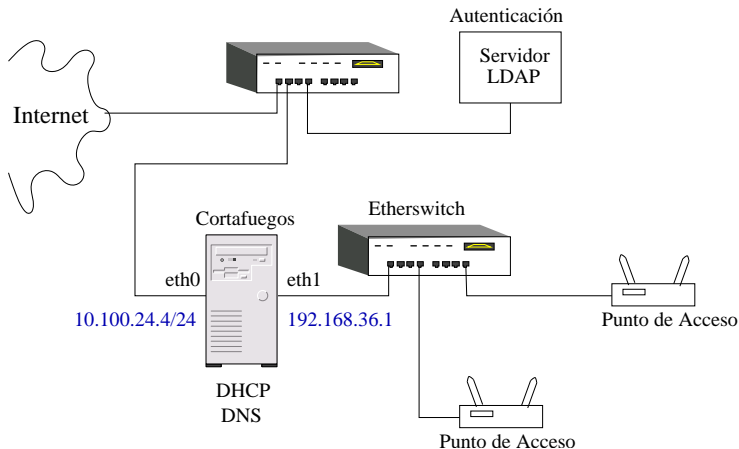 Autenticación
Servidor
LDAP
Internet
Cortafuegos
Etherswitch
eth0
eth1
10.100.24.4/24
192.168.36.1
Punto de Acceso
DHCP
DNS
Punto de Acceso